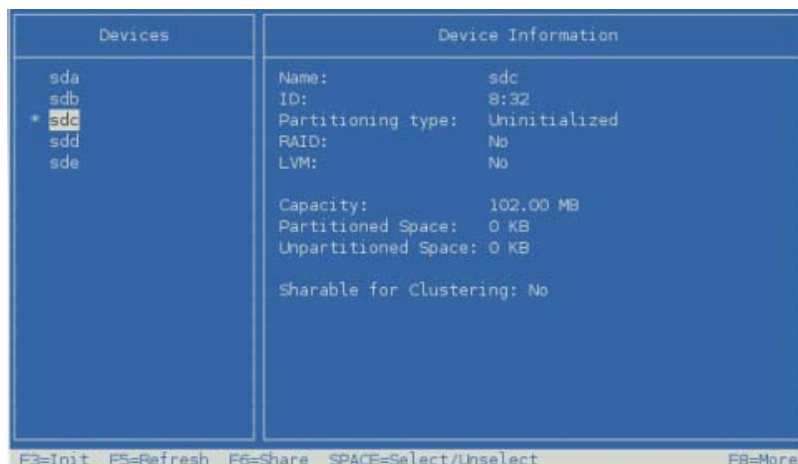 Devices
Device Information
sda
sdb
* sdc
sdd
sde
Name: sdc
ID: 8:32
Partitioning type: Uninitialized
RAID: No
LVM: No
Capacity: 102.00 MB
Partitioned Space: 0 KB
Unpartitioned Space: 0 KB
Sharable for Clustering: No
F3=Init F5=Refresh F6=Share SPACE=Select/Unselect F8=More